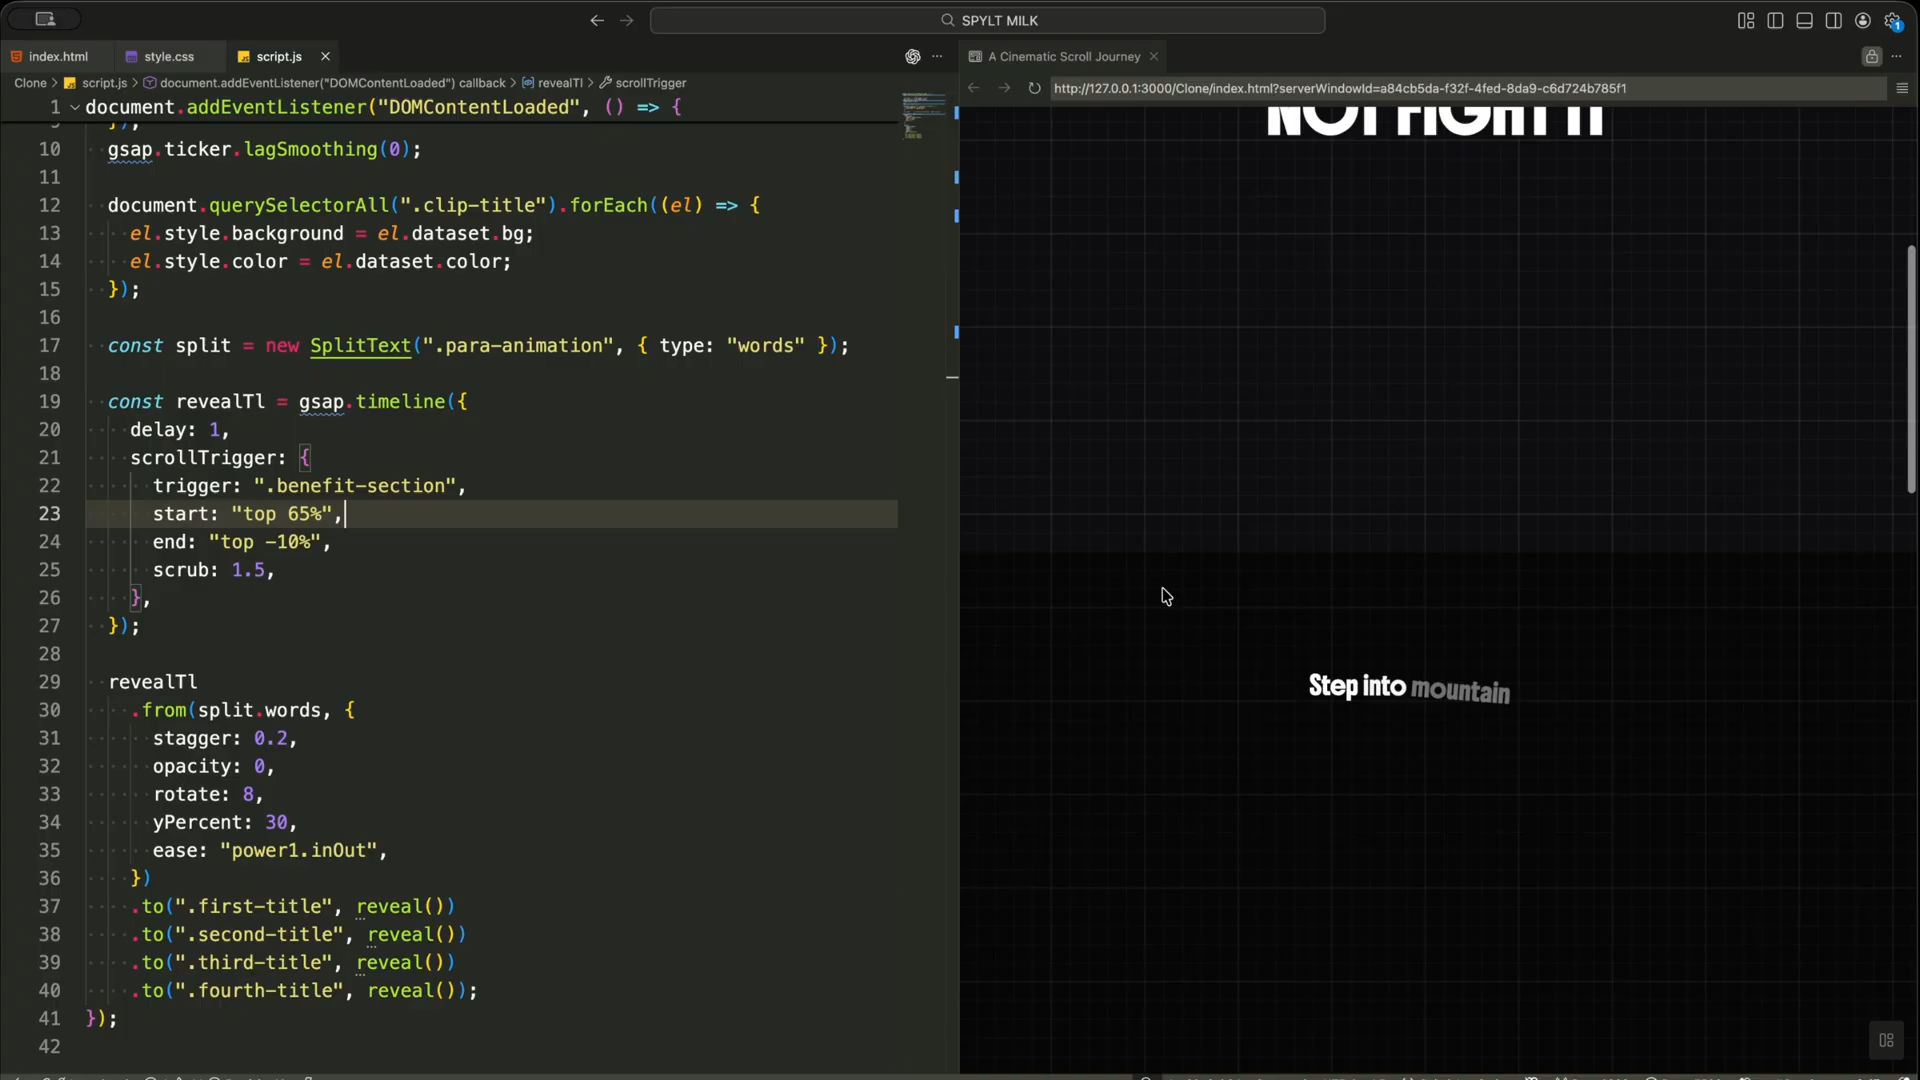 SPYLT MILK
index.html
style.css
script.js
A Cinematic Scroll Journey
Clone > script.js > document.addEventListener("DOMContentLoaded") callback > revealTl > scrollTrigger
http://127.0.0.1:3000/Clone/index.html?serverWindowId=a84cb5da-f32f-4fed-8da9-c6d724b785f1
1 document.addEventListener("DOMContentLoaded", () => {
10 gsap.ticker.lagSmoothing(0);
11
12 document.querySelectorAll(".clip-title").forEach((el) => {
13 el.style.background = el.dataset.bg;
14 el.style.color = el.dataset.color;
15 });
16
17 const split = new SplitText(".para-animation", { type: "words" });
18
19 const revealTl = gsap.timeline({
20 delay: 1,
21 scrollTrigger: {
22 trigger: ".benefit-section",
23 start: "top 65%",
24 end: "top -10%",
25 scrub: 1.5,
26 },
27 });
28
29 revealTl
30 .from(split.words, {
31 stagger: 0.2,
32 opacity: 0,
33 rotate: 8,
34 yPercent: 30,
35 ease: "power1.inOut",
36 })
37 .to(".first-title", reveal())
38 .to(".second-title", reveal())
39 .to(".third-title", reveal())
40 .to(".fourth-title", reveal());
41 });
42
NOT FIGHT IT
Step into mountain